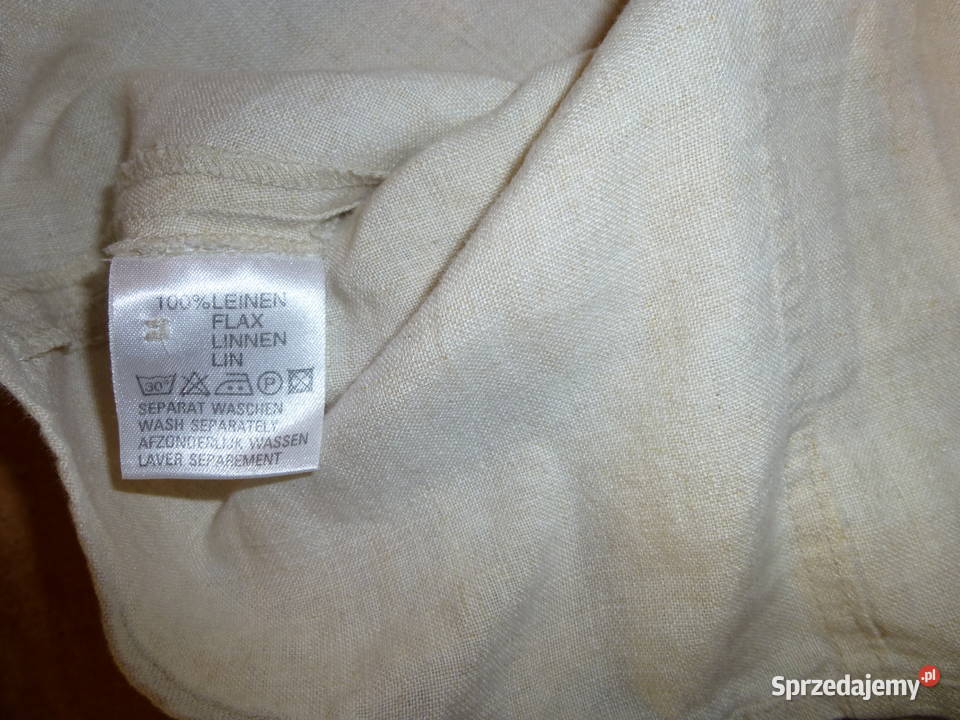 100%LEINEN
FLAX
LINNEN
LIN
30° P
SEPARAT WASCHEN
WASH SEPARATELY
AFZONDERLIJK WASSEN
LAVER SEPAREMENT
Sprzedajemy.pl